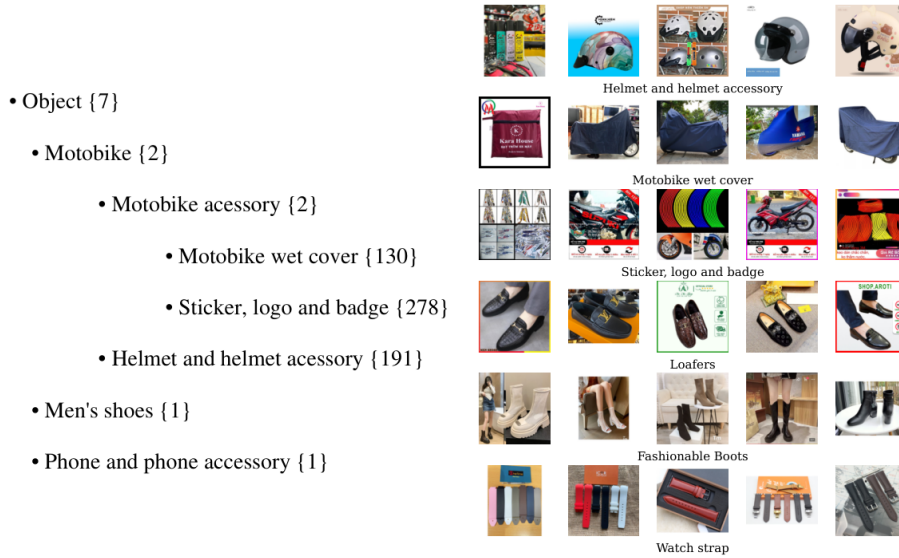 • Object {7}
• Motobike {2}
• Motobike acessory {2}
• Motobike wet cover {130}
• Sticker, logo and badge {278}
• Helmet and helmet acessory {191}
• Men's shoes {1}
• Phone and phone accessory {1}
Helmet and helmet accessory
Kara House
Motobike wet cover
Sticker, logo and badge
SHOP.AROTI
Loafers
Fashionable Boots
Watch strap